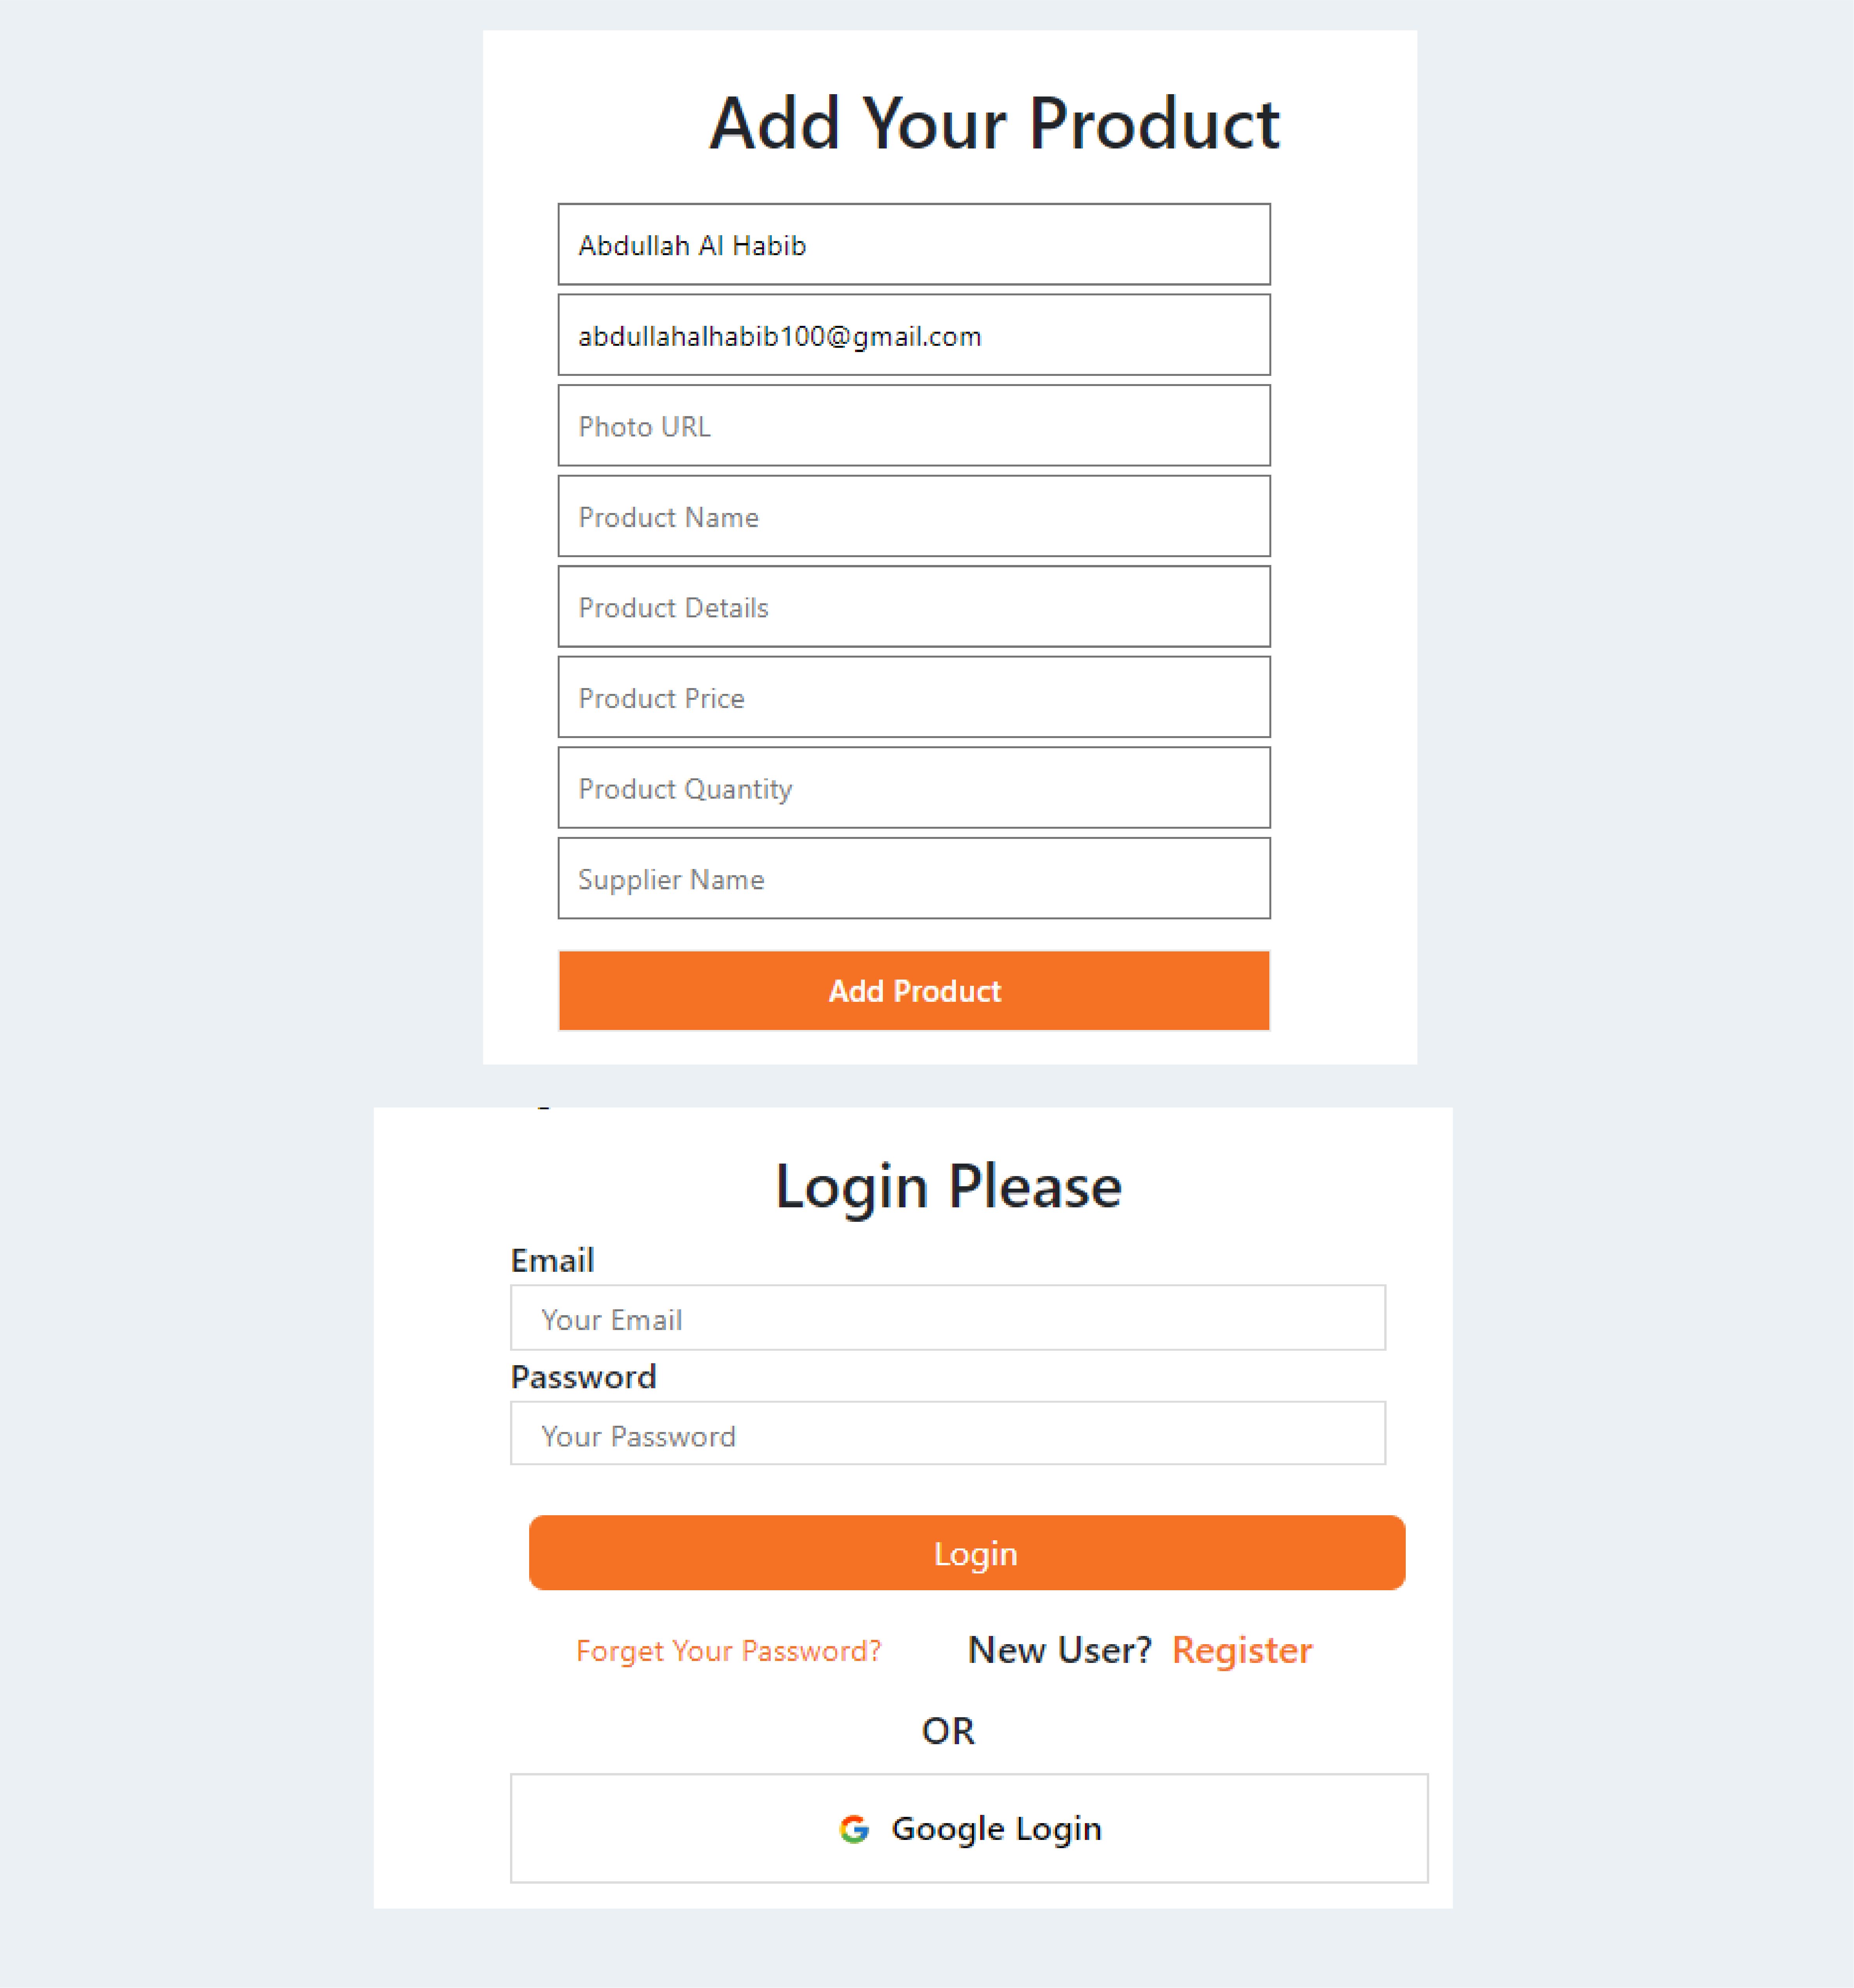 Add Your Product
Abdullah Al Habib
abdullahalhabib100@gmail.com
Photo URL
Product Name
Product Details
Product Price
Product Quantity
Supplier Name
Add Product
Login Please
Email
Your Email
Password
Your Password
Login
Forget Your Password? New User? Register
OR
Google Login